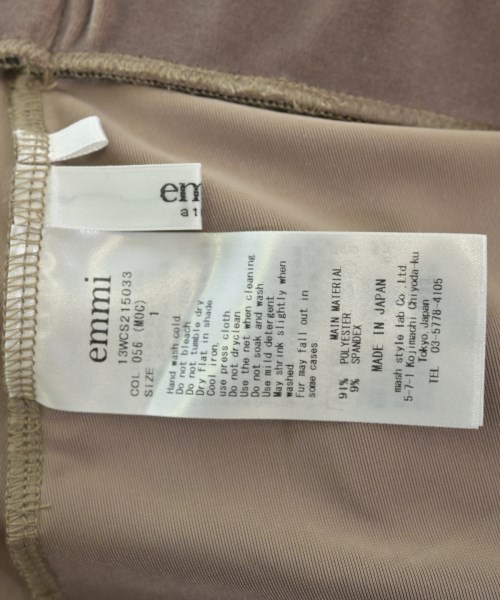 em
emmi
13WCS215033
COL 056 (MOC)
SIZE 1
Hand wash cold
Do not bleach
Do not tumble dry
Dry flat in shade
Cool iron,
use press cloth
Do not dryclean
Use the net when cleaning
Do not soak and wash
Use mild detergent
May shrink slightly when
washed
Fur may fall out in
some cases
MAIN MATERIAL
91% POLYESTER
9% SPANDEX
MADE IN JAPAN
mash style lab Co.,Ltd.
5-7-1 Kojimachi Chiyoda-ku
Tokyo Japan
TEL 03-5778-4105